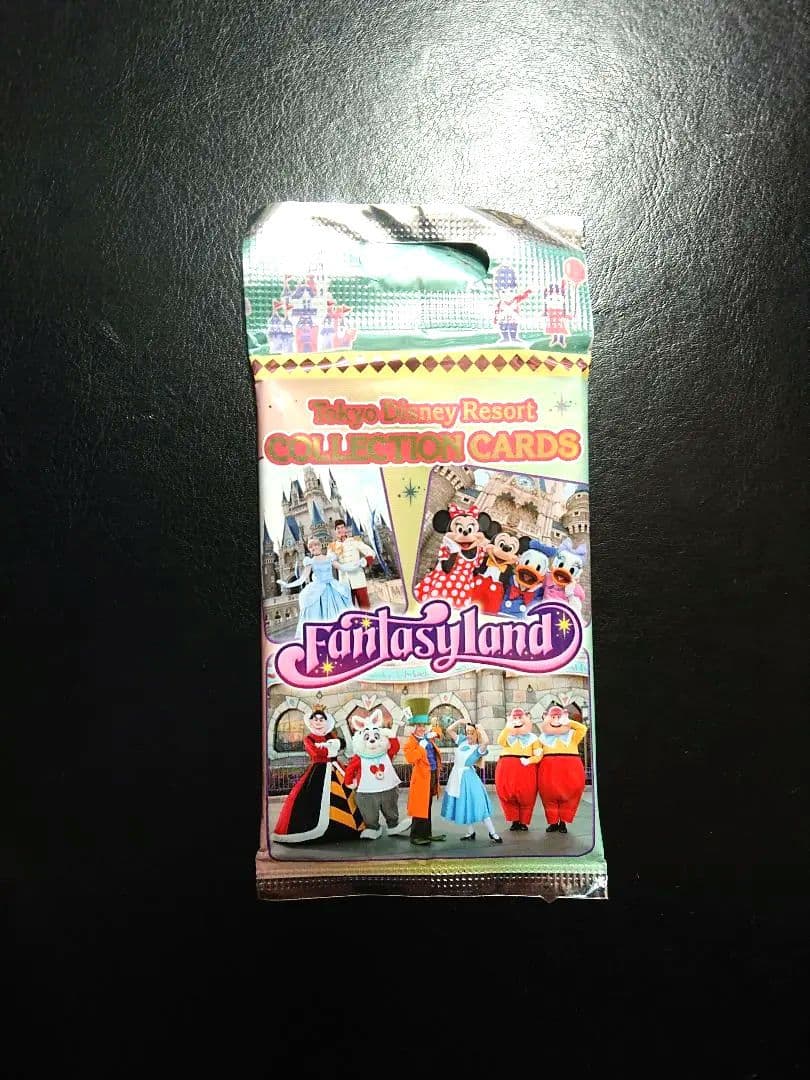 Tokyo Disney Resort
COLLECTION CARDS
Fantasyland